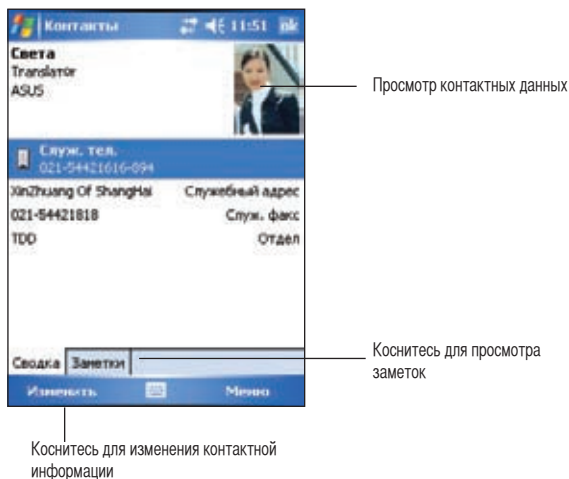 Контакты 11:51 ok
Света
Translator
ASUS
Просмотр контактных данных
Служ. тел.
021-54421616-094
XinZhuang Of ShangHai Служебный адрес
021-54421818 Служ. факс
TDD Отдел
Сводка Заметки
Коснитесь для просмотра
заметок
Изменить Меню
Коснитесь для изменения контактной
информации